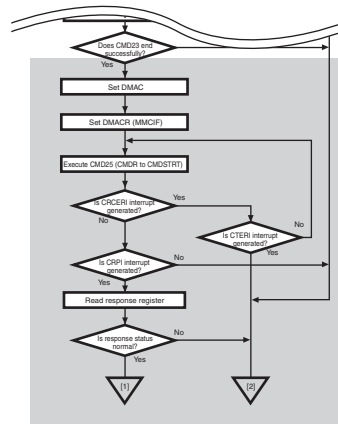 Does CMD23 end
successfully?
Yes
Set DMAC
Set DMACR (MMCIF)
Execute CMD25 (CMDR to CMDSTRT)
Is CRCERI interrupt
generated?
Yes
No
Is CTERI interrupt
generated?
No
Yes
Is CRPI interrupt
generated?
No
Yes
Read response register
Is response status
normal?
No
Yes
[1]
[2]